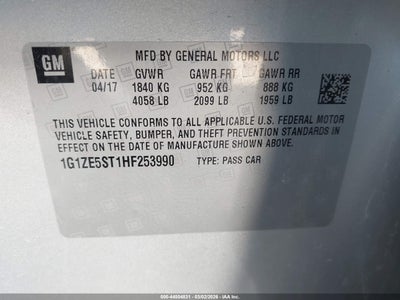 GM
MFD BY GENERAL MOTORS LLC
DATE GVWR GAWR FRT GAWR RR
04/17 1840 KG 952 KG 888 KG
4058 LB 2099 LB 1959 LB
THIS VEHICLE CONFORMS TO ALL APPLICABLE U.S. FEDERAL MOTOR
VEHICLE SAFETY, BUMPER, AND THEFT PREVENTION STANDARDS
IN EFFECT ON THE DATE OF MANUFACTURE SHOWN ABOVE.
1G1ZE5ST1HF253990 TYPE: PASS CAR